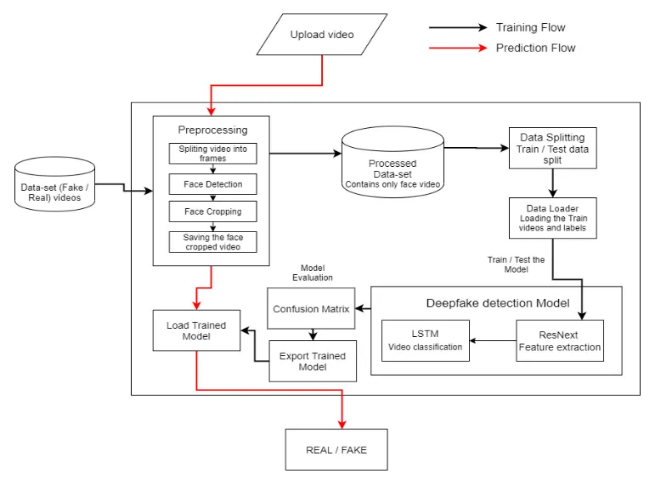 Upload video
Training Flow
Prediction Flow
Preprocessing
Spliting video into
frames
Face Detection
Face Cropping
Saving the face
cropped video
Data-set (Fake /
Real) videos
Processed
Data-set
Contains only face video
Data Splitting
Train / Test data
split
Data Loader
Loading the Train
videos and labels
Train / Test the
Model
Model
Evaluation
Deepfake detection Model
Confusion Matrix
Load Trained
Model
LSTM
Video classification
ResNext
Feature extraction
Export Trained
Model
REAL / FAKE